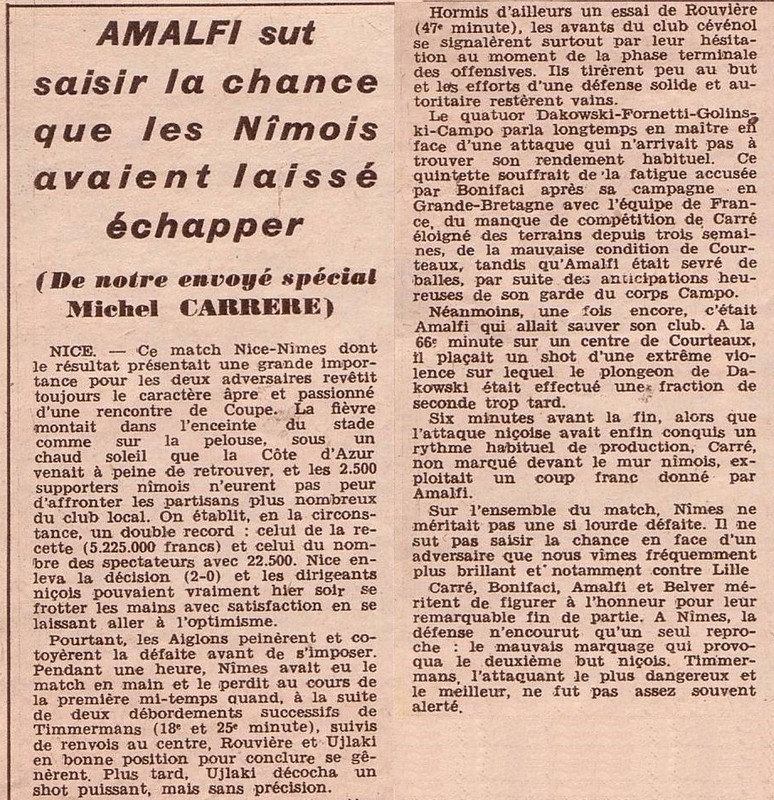 AMALFI sut
saisir la chance
que les Nîmois
avaient laissé
échapper
(De notre envoyé spécial
Michel CARRERE)
NICE. — Ce match Nice-Nîmes dont
le résultat présentait une grande impor-
tance pour les deux adversaires revêtit
toujours le caractère âpre et passionné
d'une rencontre de Coupe. La fièvre
montait dans l'enceinte du stade
comme sur la pelouse, sous un
chaud soleil que la Côte d'Azur
venait à peine de retrouver, et les 2.500
supporters nîmois n'eurent pas peur
d'affronter les partisans plus nombreux
du club local. On établit, en la circons-
tance, un double record : celui de la re-
cette (5.225.000 francs) et celui du nom-
bre des spectateurs avec 22.500. Nice en-
leva la décision (2-0) et les dirigeants
niçois pouvaient vraiment hier soir se
frotter les mains avec satisfaction en se
laissant aller à l'optimisme.
Pourtant, les Aiglons peinèrent et co-
toyèrent la défaite avant de s'imposer.
Pendant une heure, Nîmes avait eu le
match en main et le perdit au cours de
la première mi-temps quand, à la suite
de deux débordements successifs de
Timmermans (18e et 25e minute), suivis
de renvois au centre, Rouvière et Ujlaki
en bonne position pour conclure se gê-
nèrent. Plus tard, Ujlaki décocha un
shot puissant, mais sans précision.
Hormis d'ailleurs un essai de Rouvière
(47e minute), les avants du club cévénol
se signalèrent surtout par leur hésita-
tion au moment de la phase terminale
des offensives. Ils tirèrent peu au but
et les efforts d'une défense solide et au-
toritaire restèrent vains.
Le quatuor Dakowski-Fornetti-Golins-
ki-Campo parla longtemps en maître en
face d'une attaque qui n'arrivait pas à
trouver son rendement habituel. Ce
quintette souffrait de la fatigue accusée
par Bonifaci après sa campagne en
Grande-Bretagne avec l'équipe de Fran-
ce, du manque de compétition de Carré
éloigné des terrains depuis trois semai-
nes, de la mauvaise condition de Cour-
teaux, tandis qu'Amalfi était sevré de
balles, par suite des anticipations heu-
reuses de son garde du corps Campo.
Néanmoins, une fois encore, c'était
Amalfi qui allait sauver son club. A la
66e minute sur un centre de Courteaux,
il plaçait un shot d'une extrême vio-
lence sur lequel le plongeon de Da-
kowski était effectué une fraction de
seconde trop tard.
Six minutes avant la fin, alors que
l'attaque niçoise avait enfin conquis un
rythme habituel de production, Carré,
non marqué devant le mur nîmois, ex-
ploitait un coup franc donné par
Amalfi.
Sur l'ensemble du match, Nîmes ne
méritait pas une si lourde défaite. Il ne
sut pas saisir la chance en face d'un
adversaire que nous vîmes fréquemment
plus brillant et notamment contre Lille
Carré, Bonifaci, Amalfi et Belver mé-
ritent de figurer à l'honneur pour leur
remarquable fin de partie. A Nîmes, la
défense n'encourut qu'un seul repro-
che : le mauvais marquage qui provo-
qua le deuxième but niçois. Timmer-
mans, l'attaquant le plus dangereux et
le meilleur, ne fut pas assez souvent
alerté.